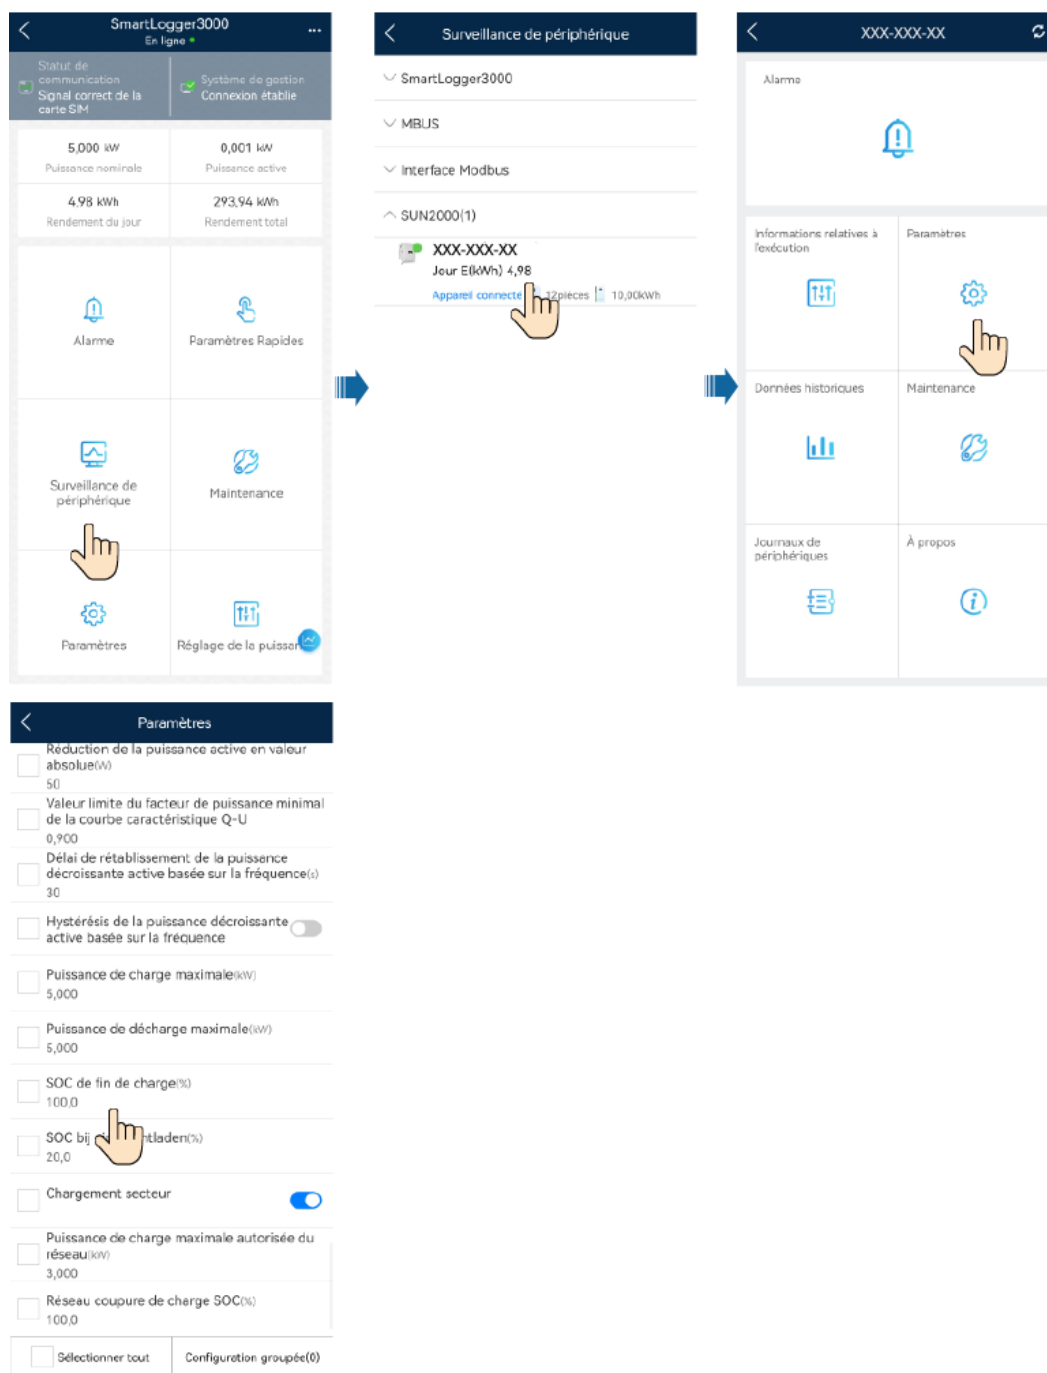 SmartLogger3000
En ligne
Statut de
communication
Signal correct de la
carte SIM
Système de gestion
Connexion établie
5,000 kW
Puissance nominale
0,001 kW
Puissance active
4,98 kWh
Rendement du jour
293,94 kWh
Rendement total
Alarme
Paramètres Rapides
Surveillance de
périphérique
Maintenance
Paramètres
Réglage de la puissan
Surveillance de périphérique
SmartLogger3000
MBUS
Interface Modbus
SUN2000(1)
XXX-XXX-XX
Jour E(kWh) 4,98
Appareil connecté 12pièces 10,00kWh
XXX-XXX-XX
Alarme
Informations relatives à
l'exécution
Paramètres
Données historiques
Maintenance
Journaux de
périphériques
À propos
Paramètres
Réduction de la puissance active en valeur
absolue(W)
50
Valeur limite du facteur de puissance minimal
de la courbe caractéristique Q-U
0,900
Délai de rétablissement de la puissance
décroissante active basée sur la fréquence(s)
30
Hystérésis de la puissance décroissante
active basée sur la fréquence
Puissance de charge maximale(kW)
5,000
Puissance de décharge maximale(kW)
5,000
SOC de fin de charge(%)
100,0
SOC bij ntladen(%)
20,0
Chargement secteur
Puissance de charge maximale autorisée du
réseau(kW)
3,000
Réseau coupure de charge SOC(%)
100,0
Sélectionner tout
Configuration groupée(0)